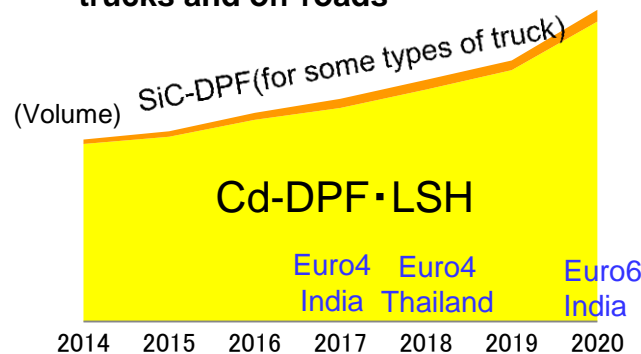 trucks and on-roads
SiC-DPF(for some types of truck)
(Volume)
Cd-DPF・LSH
Euro4
India
Euro4
Thailand
Euro6
India
2014 2015 2016 2017 2018 2019 2020